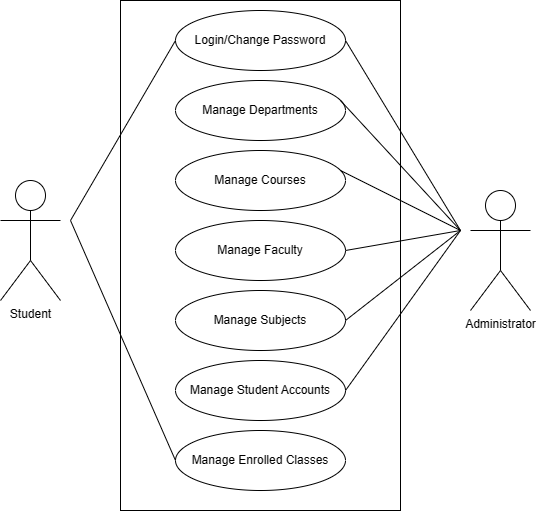 Login/Change Password
Manage Departments
Manage Courses
Manage Faculty
Student
Manage Subjects
Administrator
Manage Student Accounts
Manage Enrolled Classes